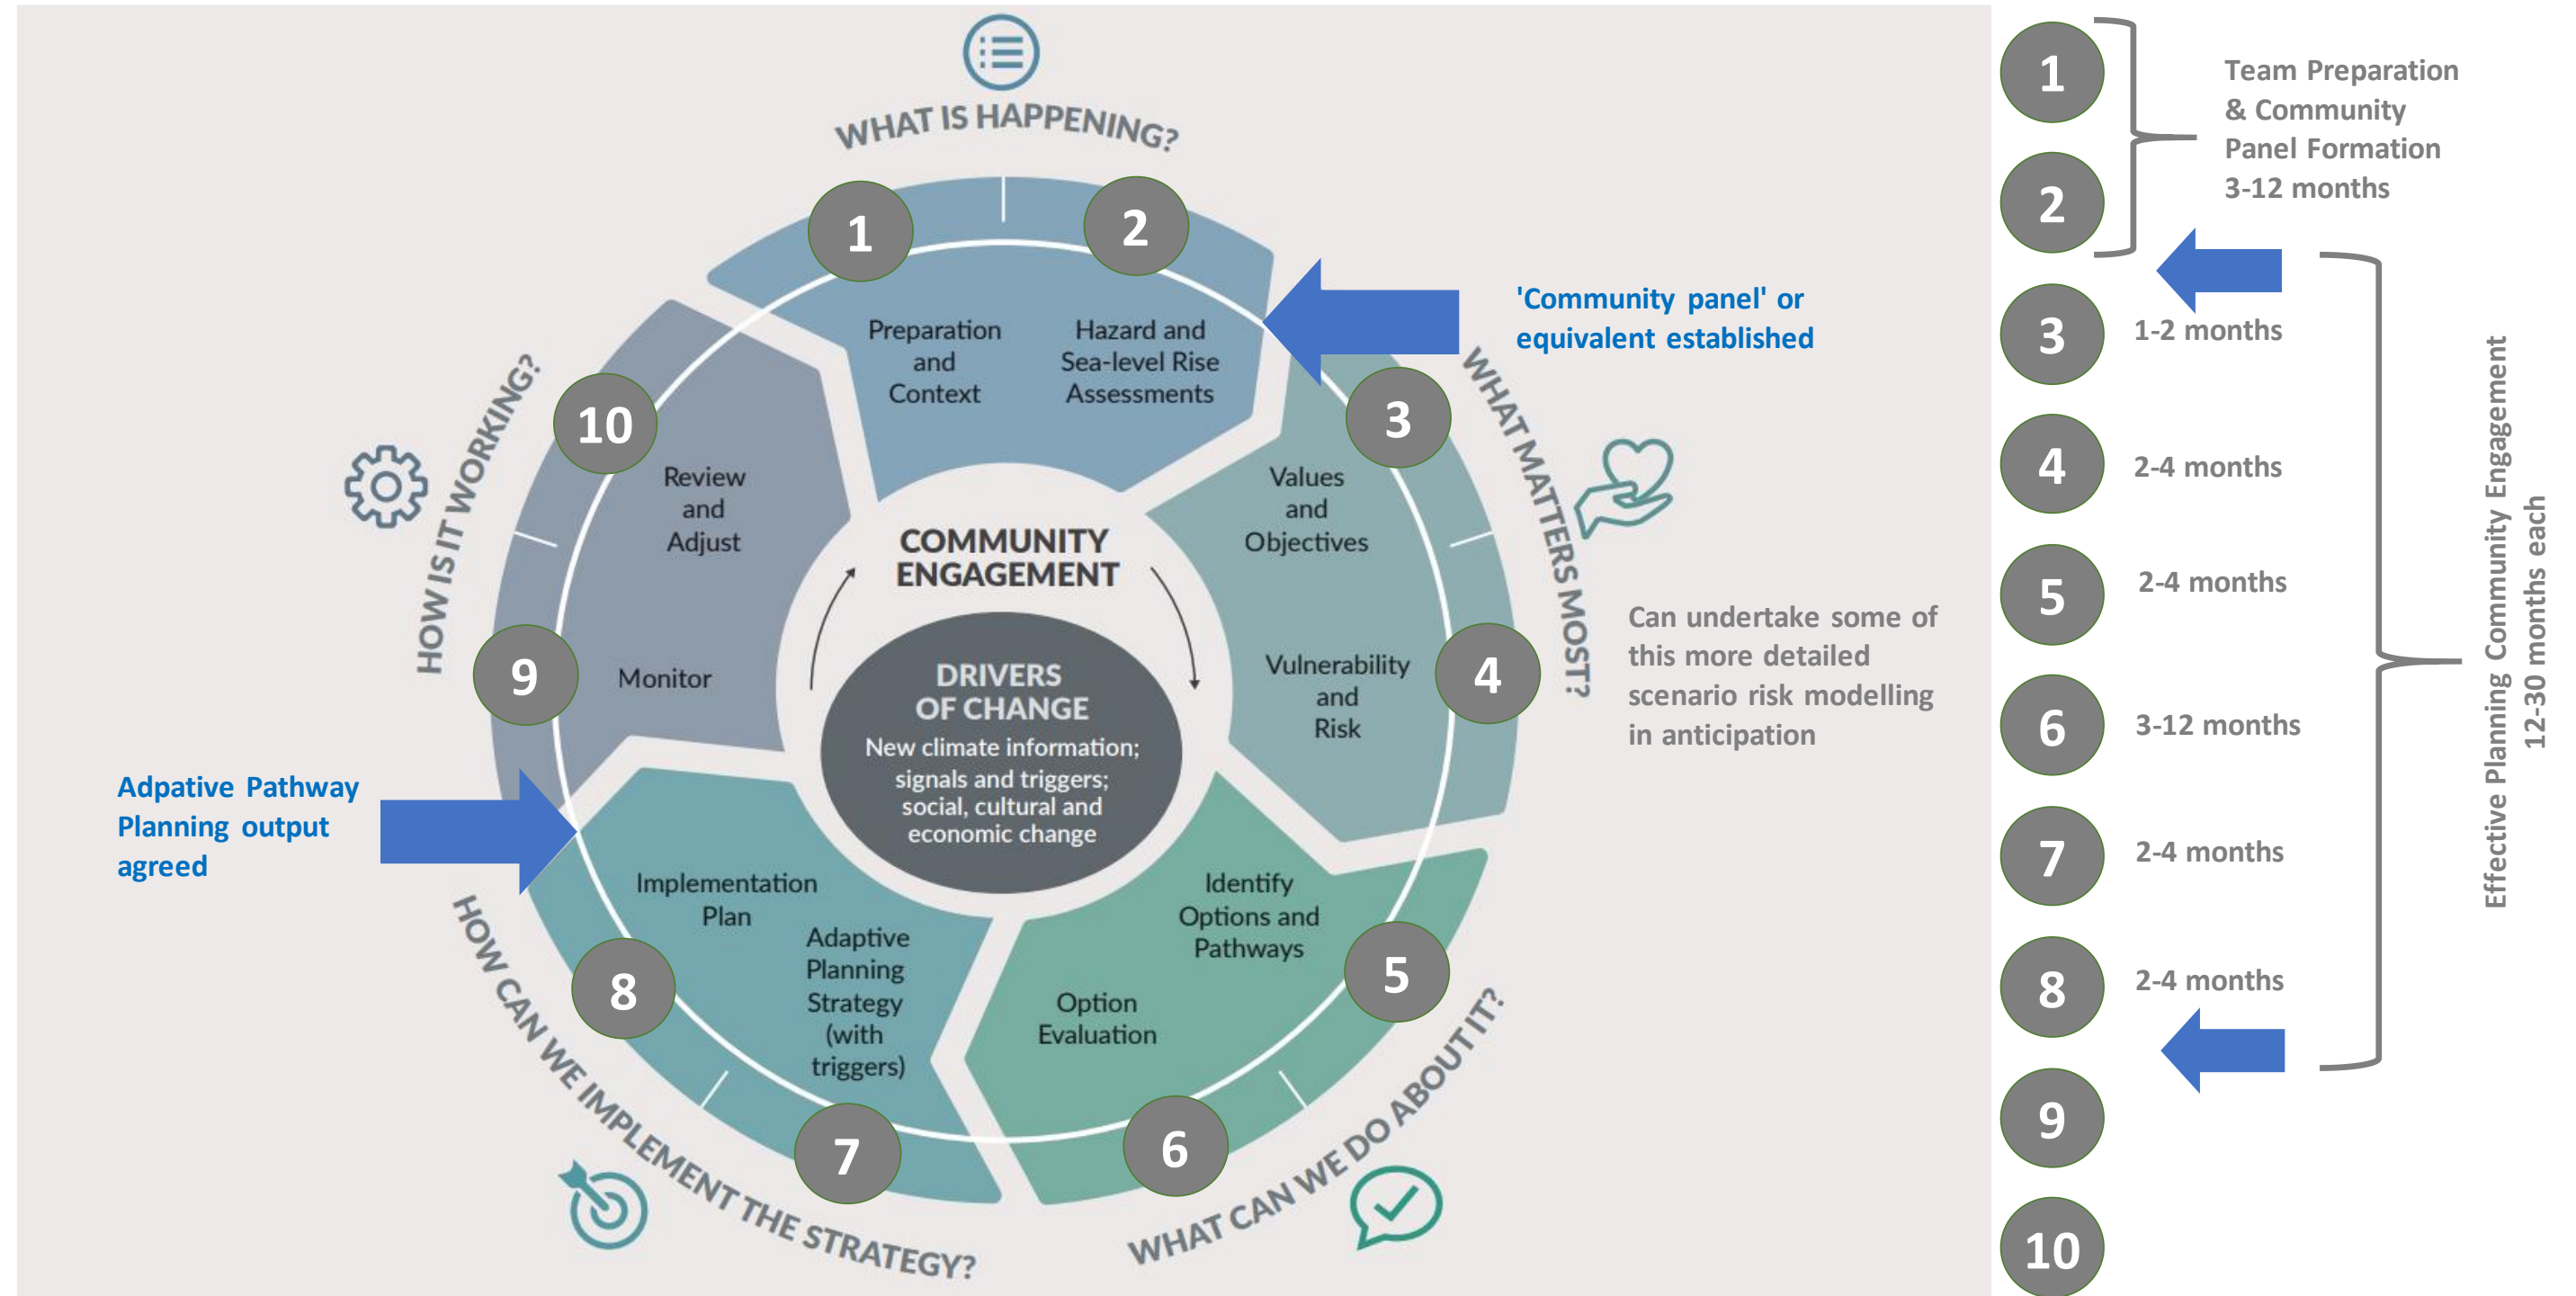 WHAT IS HAPPENING?
1
2
Preparation
and
Context
Hazard and
Sea-level Rise
Assessments
'Community panel' or
equivalent established
WHAT MATTERS MOST?
3
Values
and
Objectives
4
Vulnerability
and
Risk
Can undertake some of
this more detailed
scenario risk modelling
in anticipation
WHAT CAN WE DO ABOUT IT?
5
Identify
Options and
Pathways
6
Option
Evaluation
HOW CAN WE IMPLEMENT THE STRATEGY?
7
Adaptive
Planning
Strategy
(with
triggers)
8
Implementation
Plan
Adpative Pathway
Planning output
agreed
HOW IS IT WORKING?
9
Monitor
10
Review
and
Adjust
COMMUNITY
ENGAGEMENT
DRIVERS
OF CHANGE
New climate information;
signals and triggers;
social, cultural and
economic change
1
2
Team Preparation
& Community
Panel Formation
3-12 months
3
1-2 months
4
2-4 months
5
2-4 months
6
3-12 months
7
2-4 months
8
2-4 months
9
10
Effective Planning Community Engagement
12-30 months each